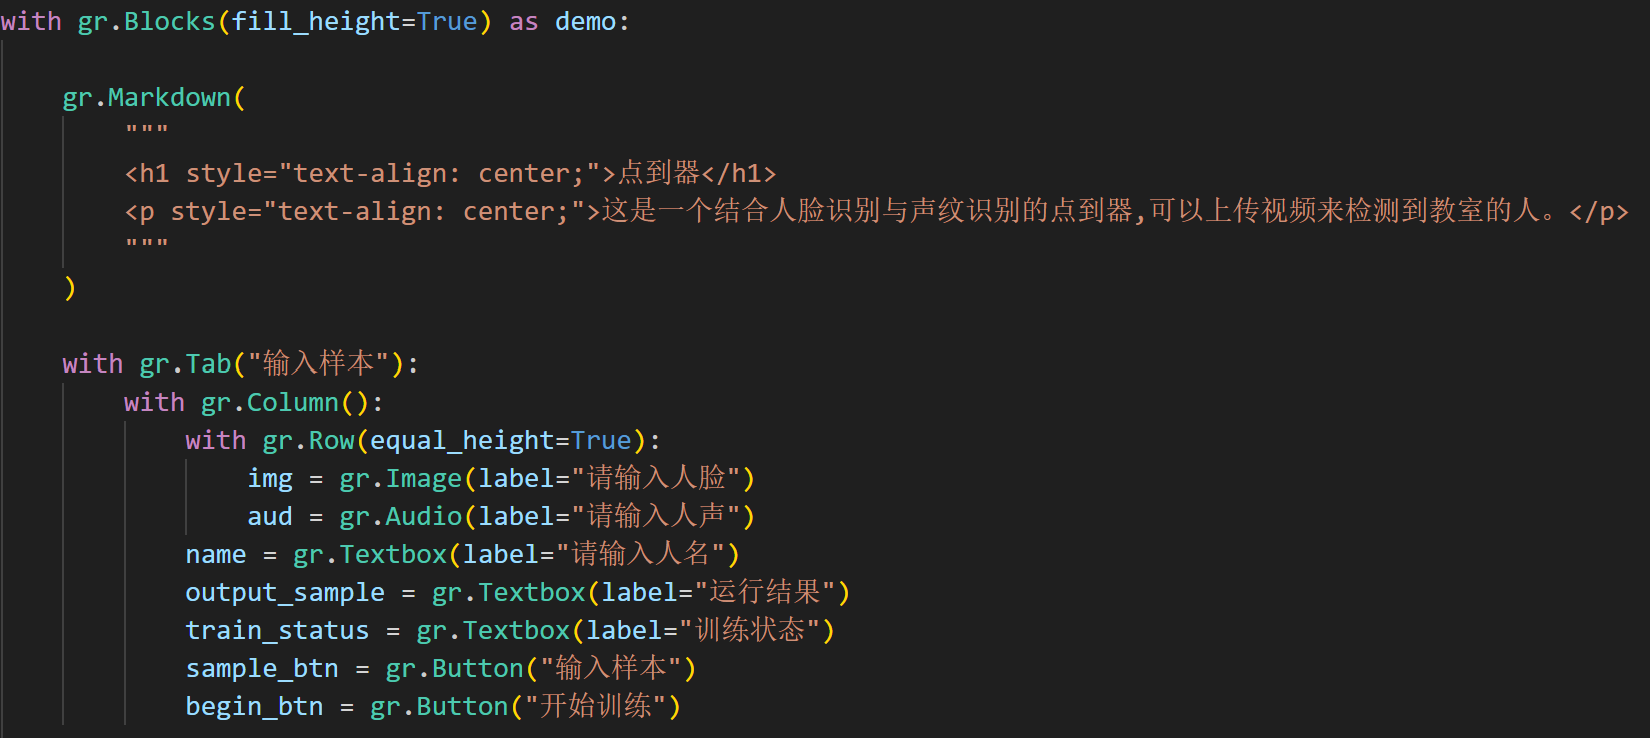 with gr.Blocks(fill_height=True) as demo:
gr.Markdown(
"""
<h1 style="text-align: center;">点到器</h1>
<p style="text-align: center;">这是一个结合人脸识别与声纹识别的点到器,可以上传视频来检测到教室的人。</p>
"""
)
with gr.Tab("输入样本"):
with gr.Column():
with gr.Row(equal_height=True):
img = gr.Image(label="请输入人脸")
aud = gr.Audio(label="请输入人声")
name = gr.Textbox(label="请输入人名")
output_sample = gr.Textbox(label="运行结果")
train_status = gr.Textbox(label="训练状态")
sample_btn = gr.Button("输入样本")
begin_btn = gr.Button("开始训练")